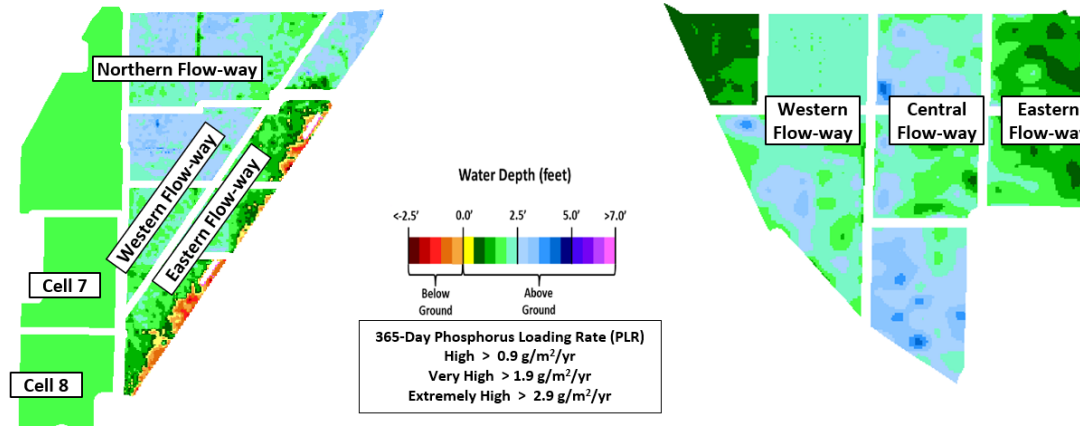 Northern Flow-way
Western Flow-way
Eastern Flow-way
Cell 7
Cell 8
Water Depth (feet)
<-2.5' 0.0' 2.5' 5.0' >7.0'
Below
Ground
Above
Ground
365-Day Phosphorus Loading Rate (PLR)
High > 0.9 g/m²/yr
Very High > 1.9 g/m²/yr
Extremely High > 2.9 g/m²/yr
Western
Flow-way
Central
Flow-way
Eastern
Flow-wa